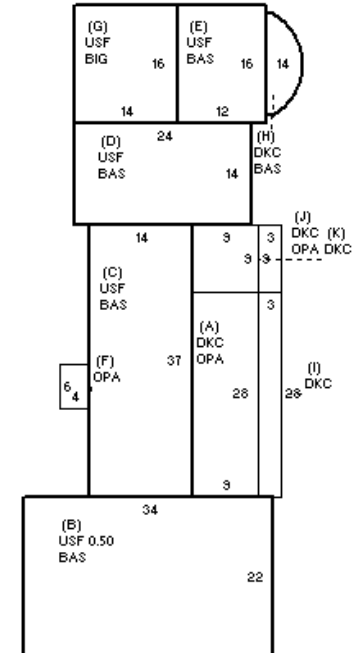 (G)
USF
BIG
16
14
(E)
USF
BAS
16
12
14
24
(D)
USF
BAS
14
(H)
DKC
BAS
14
(C)
USF
BAS
37
9
9
3
9
(J)
DKC
OPA
(K)
DKC
3
(A)
DKC
OPA
28
9
28
(I)
DKC
(F)
OPA
6
4
34
(B)
USF 0.50
BAS
22